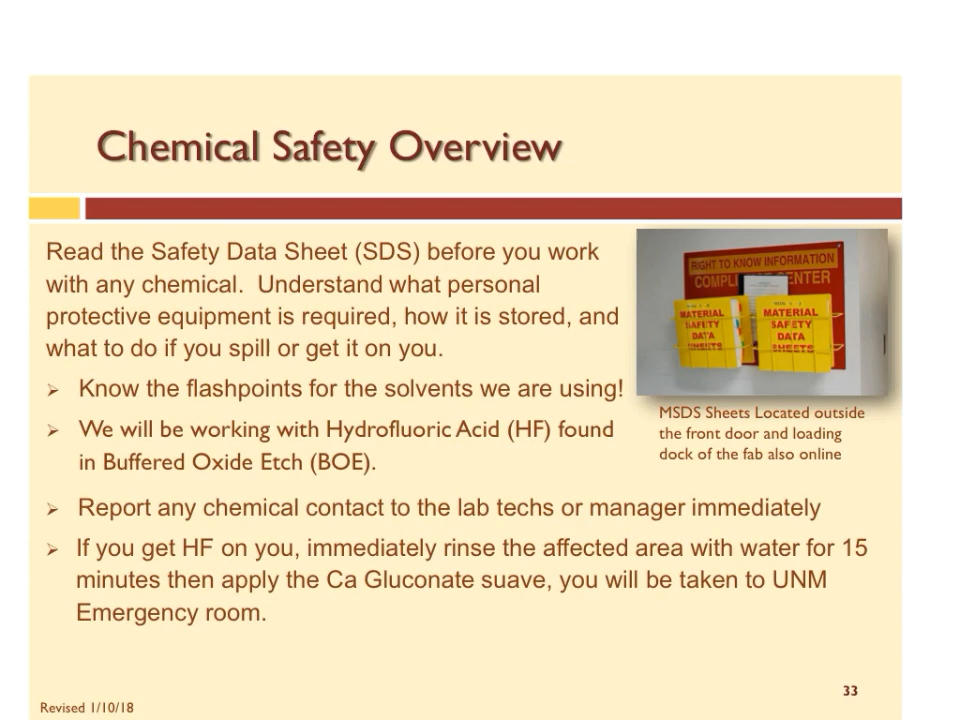 Chemical Safety Overview
Read the Safety Data Sheet (SDS) before you work
with any chemical. Understand what personal
protective equipment is required, how it is stored, and
what to do if you spill or get it on you.
➢ Know the flashpoints for the solvents we are using!
➢ We will be working with Hydrofluoric Acid (HF) found
in Buffered Oxide Etch (BOE).
➢ Report any chemical contact to the lab techs or manager immediately
➢ If you get HF on you, immediately rinse the affected area with water for 15
minutes then apply the Ca Gluconate suave, you will be taken to UNM
Emergency room.
RIGHT TO KNOW INFORMATION
CENTER
MATERIAL
SAFETY
DATA
SHEETS
MATERIAL
SAFETY
DATA
SHEETS
MSDS Sheets Located outside
the front door and loading
dock of the fab also online
33
Revised 1/10/18